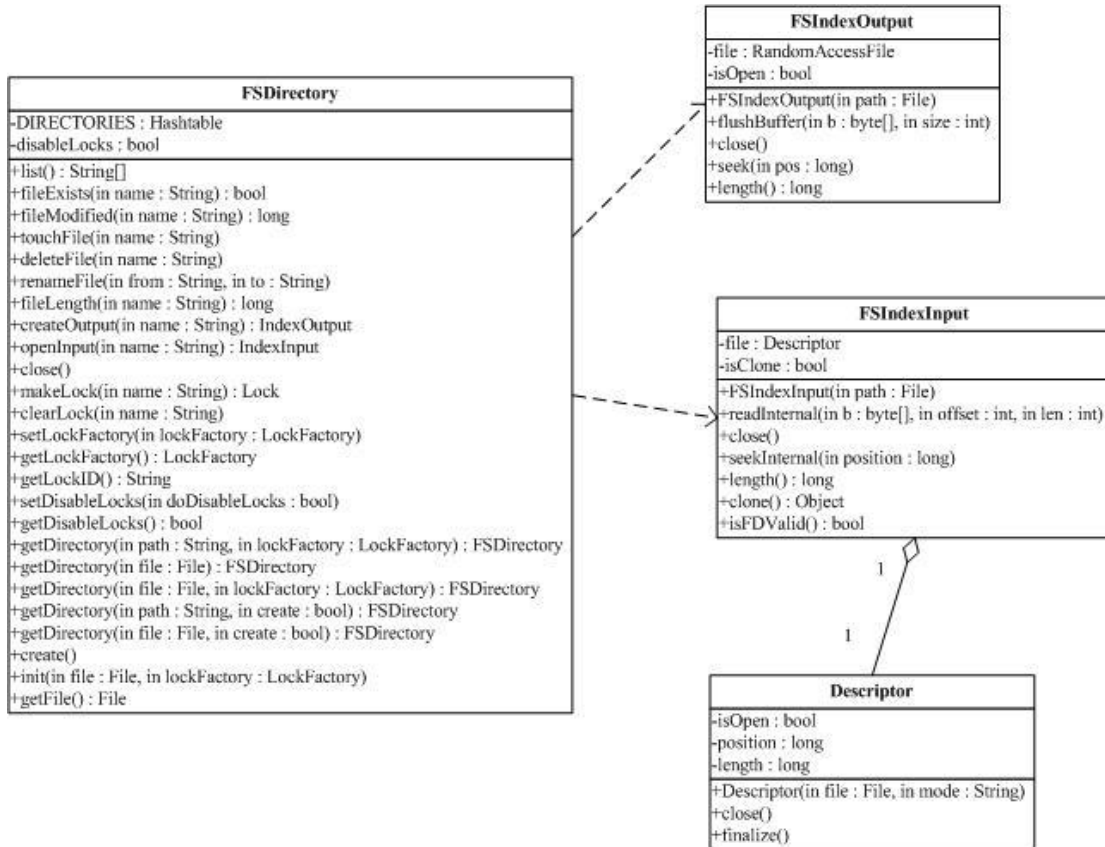 FSDirectory
-DIRECTORIES : Hashtable
-disableLocks : bool
+list() : String[]
+fileExists(in name : String) : bool
+fileModified(in name : String) : long
+touchFile(in name : String)
+deleteFile(in name : String)
+renameFile(in from : String, in to : String)
+fileLength(in name : String) : long
+createOutput(in name : String) : IndexOutput
+openInput(in name : String) : IndexInput
+close()
+makeLock(in name : String) : Lock
+clearLock(in name : String)
+setLockFactory(in lockFactory : LockFactory)
+getLockFactory() : LockFactory
+getLockID() : String
+setDisableLocks(in doDisableLocks : bool)
+getDisableLocks() : bool
+getDirectory(in path : String, in lockFactory : LockFactory) : FSDirectory
+getDirectory(in file : File) : FSDirectory
+getDirectory(in file : File, in lockFactory : LockFactory) : FSDirectory
+getDirectory(in path : String, in create : bool) : FSDirectory
+getDirectory(in file : File, in create : bool) : FSDirectory
+create()
+init(in file : File, in lockFactory : LockFactory)
+getFile() : File
FSIndexOutput
-file : RandomAccessFile
-isOpen : bool
+FSIndexOutput(in path : File)
+flushBuffer(in b : byte[], in size : int)
+close()
+seek(in pos : long)
+length() : long
FSIndexInput
-file : Descriptor
-isClone : bool
+FSIndexInput(in path : File)
+readInternal(in b : byte[], in offset : int, in len : int)
+close()
+seekInternal(in position : long)
+length() : long
+clone() : Object
+isFDValid() : bool
1
1
Descriptor
-isOpen : bool
-position : long
-length : long
+Descriptor(in file : File, in mode : String)
+close()
+finalize()